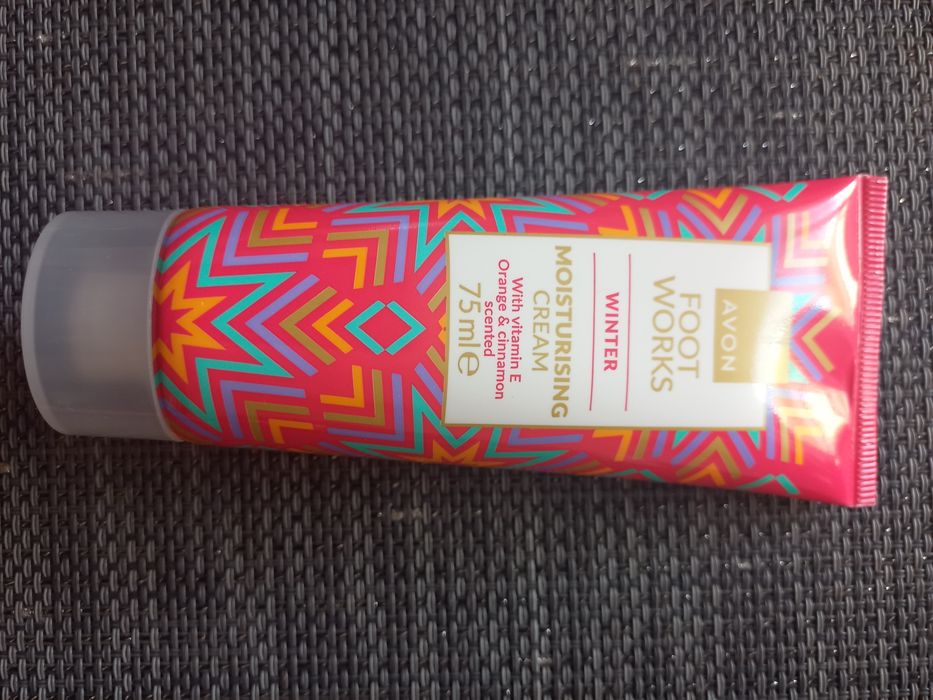 AVON
FOOT
WORKS
WINTER
MOISTURISING
CREAM
With vitamin E
Orange & cinnamon
scented
75 ml e